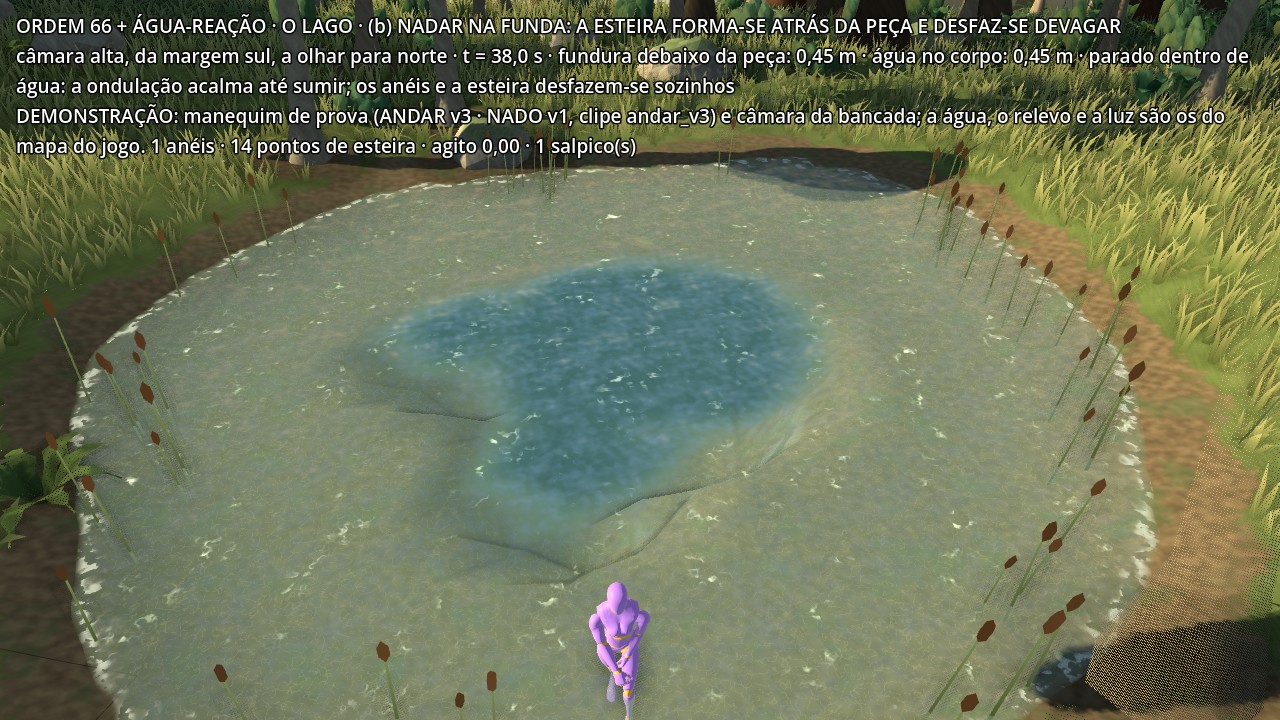 ORDEM 66 + ÁGUA-REAÇÃO · O LAGO · (b) NADAR NA FUNDA: A ESTEIRA FORMA-SE ATRÁS DA PEÇA E DESFAZ-SE DEVAGAR
câmara alta, da margem sul, a olhar para norte · t = 38,0 s · fundura debaixo da peça: 0,45 m · água no corpo: 0,45 m · parado dentro de
água: a ondulação acalma até sumir; os anéis e a esteira desfazem-se sozinhos
DEMONSTRAÇÃO: manequim de prova (ANDAR v3 · NADO v1, clipe andar_v3) e câmara da bancada; a água, o relevo e a luz são os do
mapa do jogo. 1 anéis · 14 pontos de esteira · agito 0,00 · 1 salpico(s)